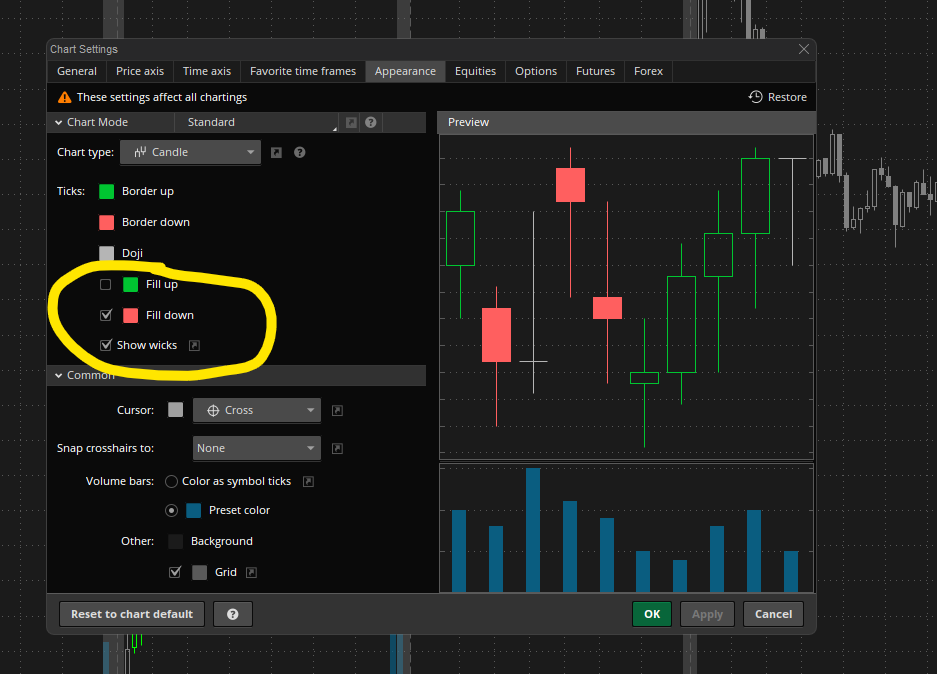 Chart Settings
General Price axis Time axis Favorite time frames Appearance Equities Options Futures Forex
These settings affect all chartings Restore
Chart Mode Standard ?
Preview
Chart type: Candle ?
Ticks: Border up
Border down
Doji
Fill up
Fill down
Show wicks
Common
Cursor: Cross
Snap crosshairs to: None
Volume bars: Color as symbol ticks
Preset color
Other: Background
Grid
Reset to chart default ? OK Apply Cancel